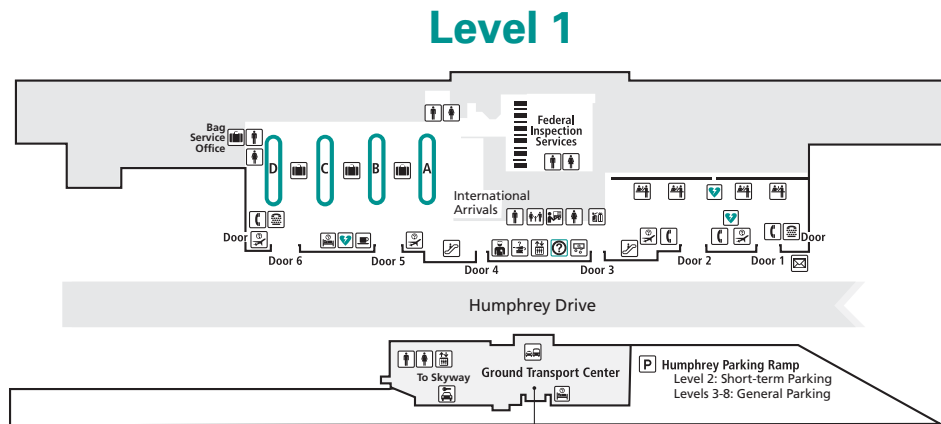 Level 1
Bag
Service
Office
D
C
B
A
Federal
Inspection
Services
International
Arrivals
Door
Door 6
Door 5
Door 4
Door 3
Door 2
Door 1
Door
Humphrey Drive
To Skyway
Ground Transport Center
P Humphrey Parking Ramp
Level 2: Short-term Parking
Levels 3-8: General Parking